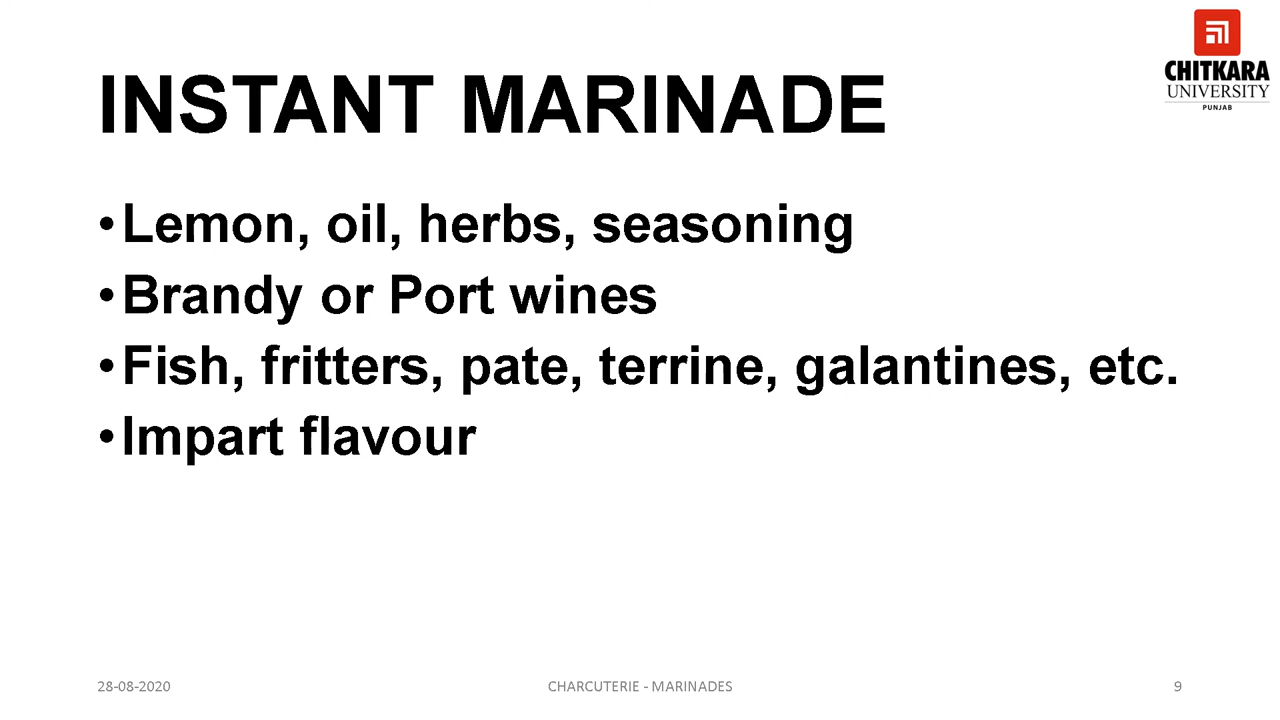 CHITKARA
UNIVERSITY
PUNJAB
INSTANT MARINADE
•Lemon, oil, herbs, seasoning
•Brandy or Port wines
•Fish, fritters, pate, terrine, galantines, etc.
•Impart flavour
28-08-2020
CHARCUTERIE - MARINADES
9